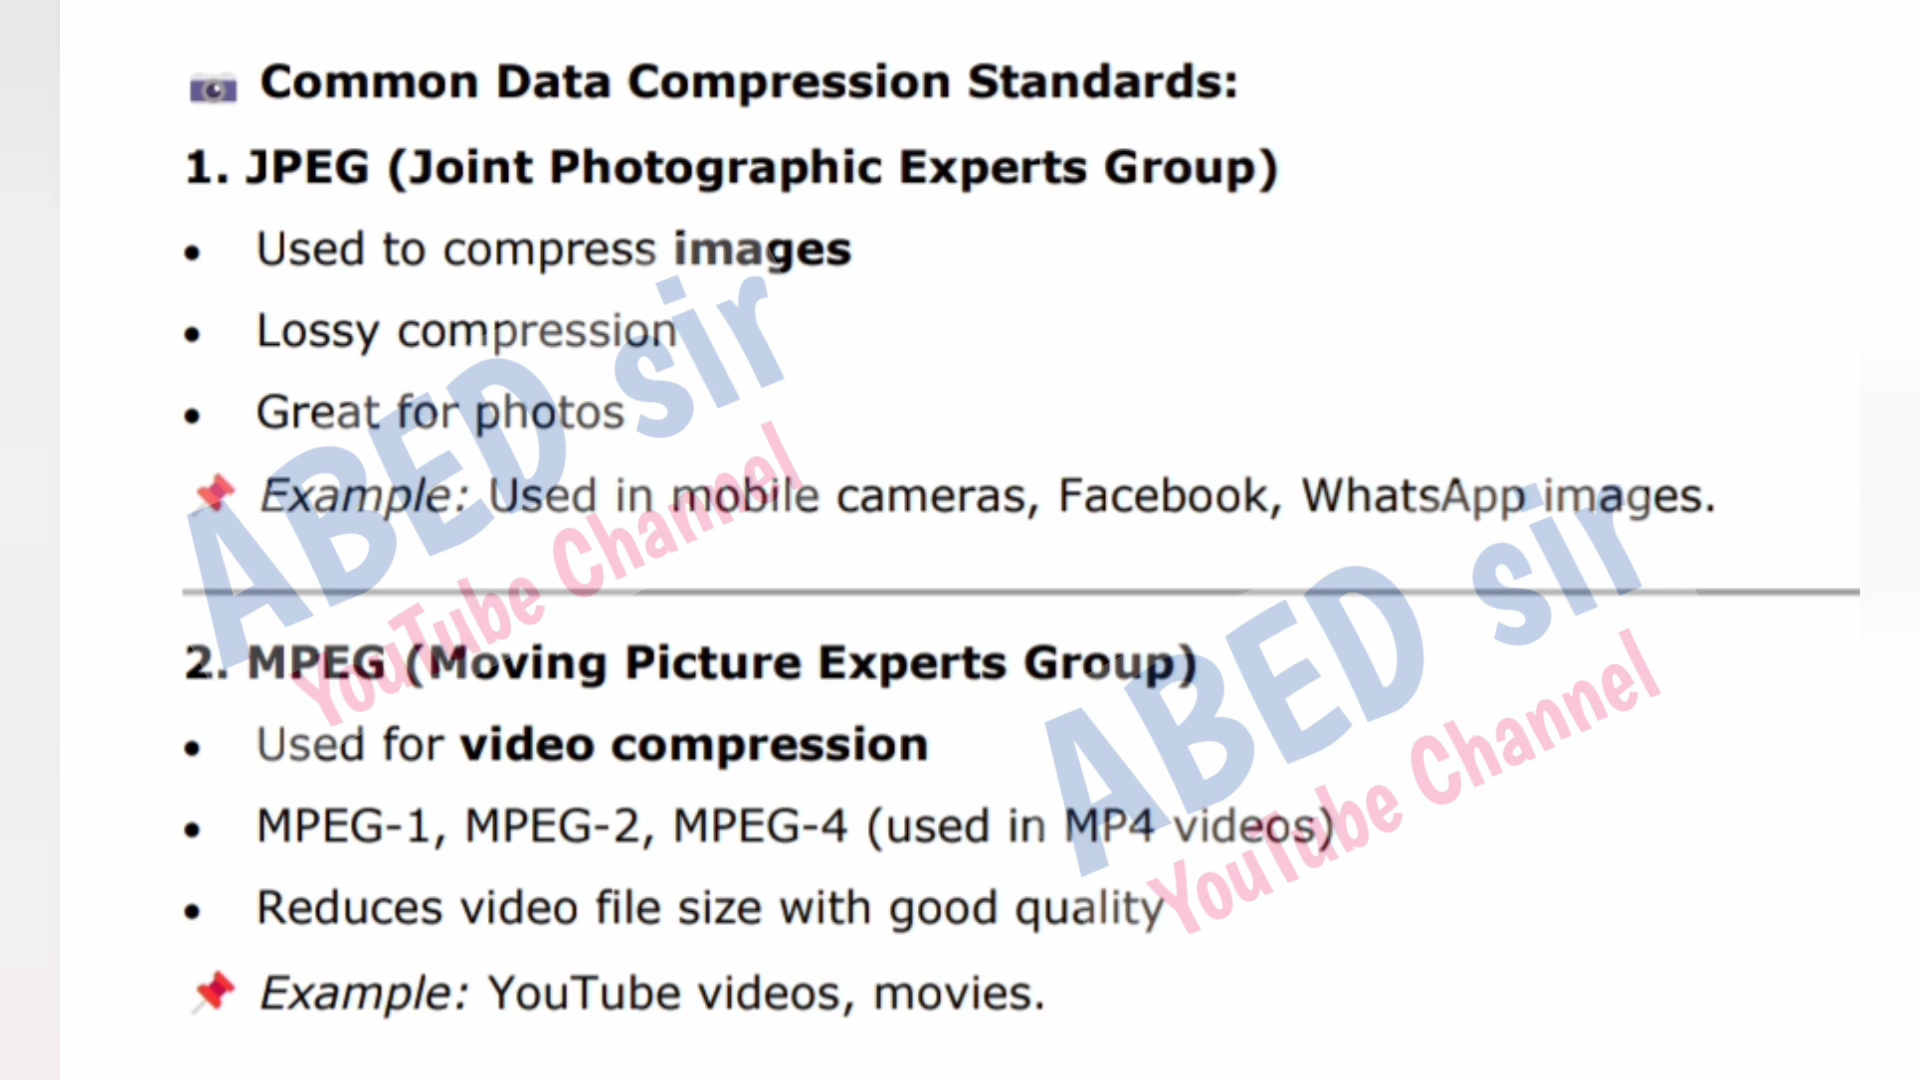 📷 Common Data Compression Standards:
1. JPEG (Joint Photographic Experts Group)
• Used to compress images
• Lossy compression
• Great for photos
📌 Example: Used in mobile cameras, Facebook, WhatsApp images.
2. MPEG (Moving Picture Experts Group)
• Used for video compression
• MPEG-1, MPEG-2, MPEG-4 (used in MP4 videos)
• Reduces video file size with good quality
📌 Example: YouTube videos, movies.
ABED sir
YouTube Channel
ABED sir
YouTube Channel